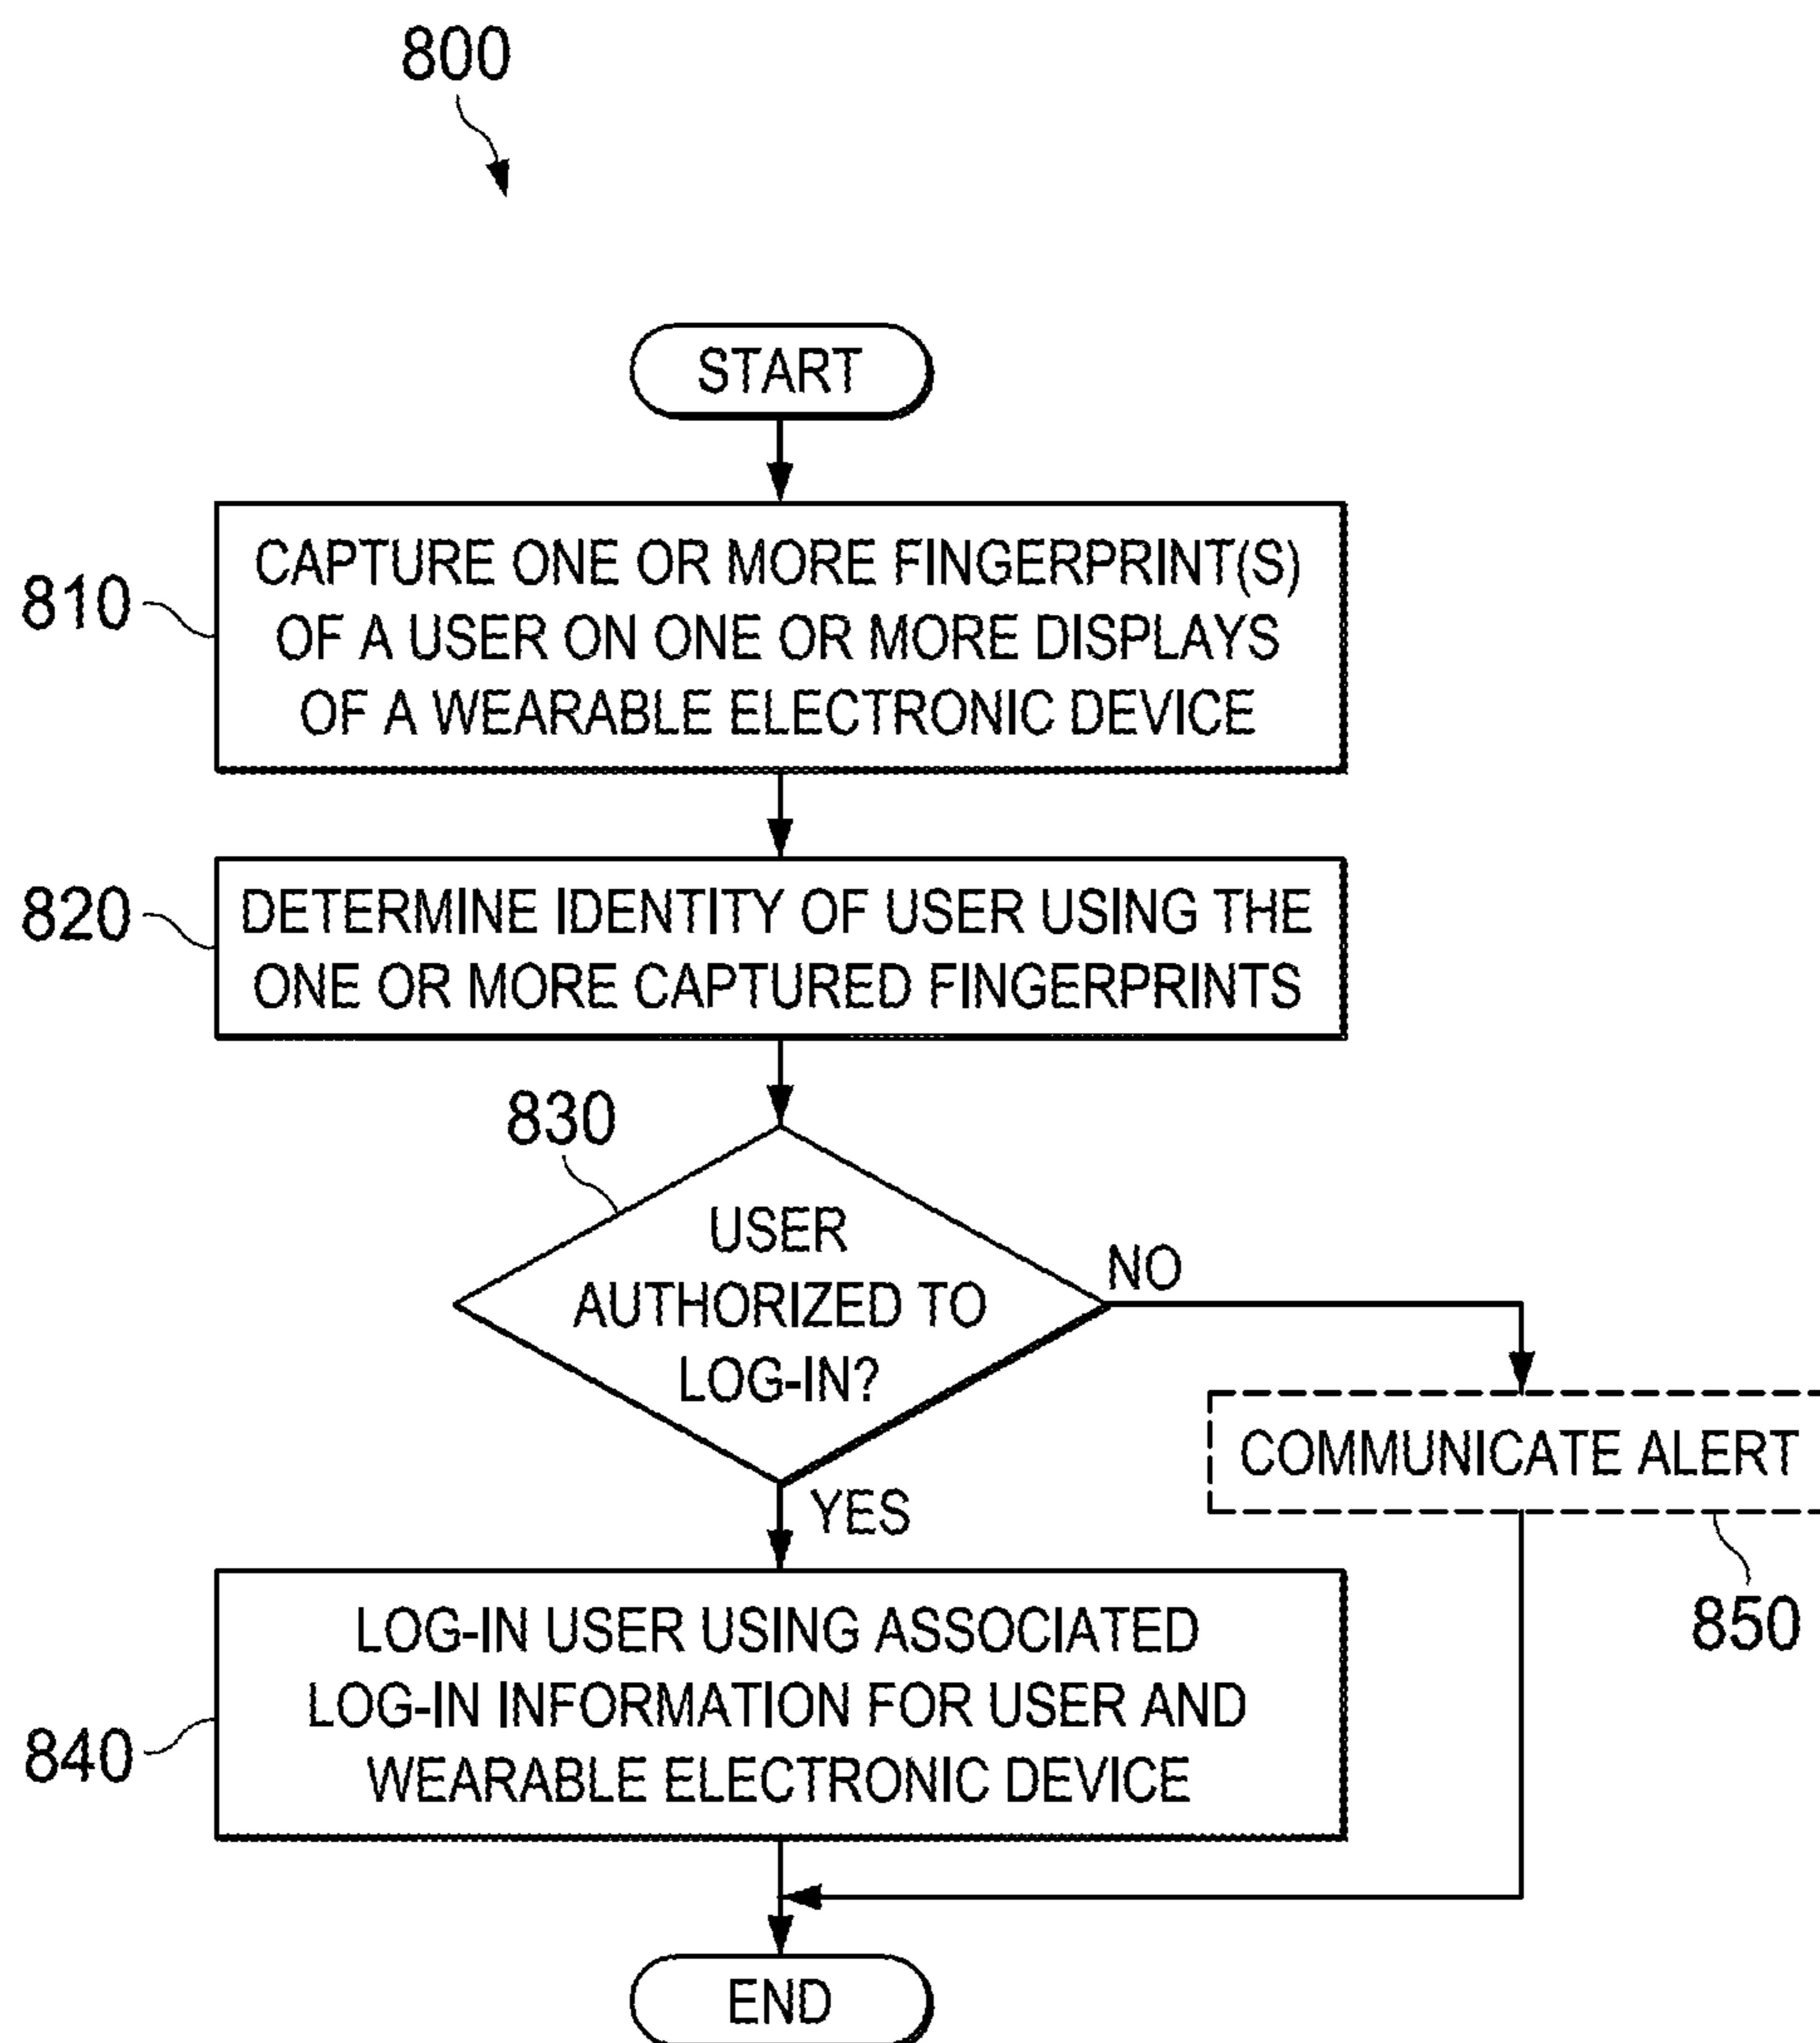 800
START
810
CAPTURE ONE OR MORE FINGERPRINT(S)
OF A USER ON ONE OR MORE DISPLAYS
OF A WEARABLE ELECTRONIC DEVICE
820
DETERMINE IDENTITY OF USER USING THE
ONE OR MORE CAPTURED FINGERPRINTS
830
USER
AUTHORIZED TO
LOG-IN?
NO
COMMUNICATE ALERT
850
YES
840
LOG-IN USER USING ASSOCIATED
LOG-IN INFORMATION FOR USER AND
WEARABLE ELECTRONIC DEVICE
END